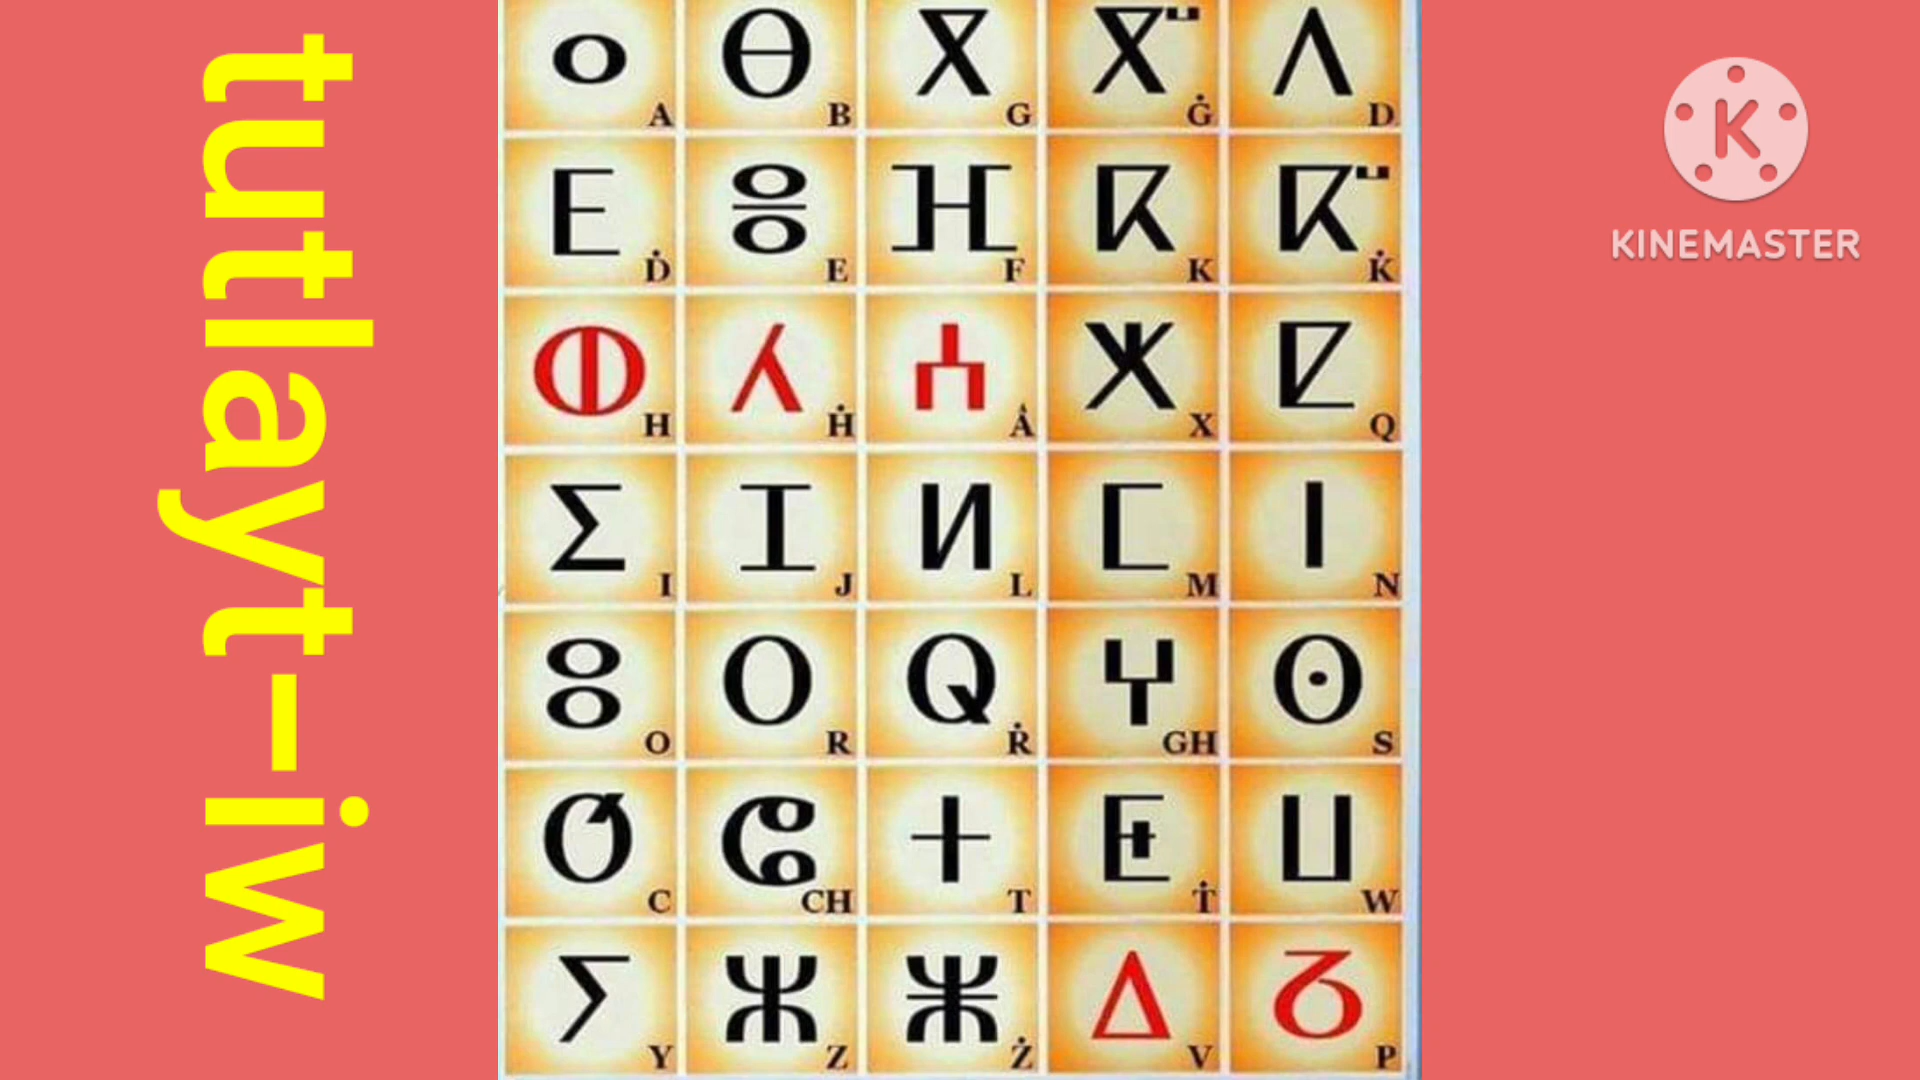 tutlayt-iw
ⴰ ⴱ ⴳ ⴳⵯ ⴷ
A B G Ġ D
ⴹ ⴻ ⴼ ⴽ ⴽⵯ
Ḋ E F K K̇
ⵀ ⵃ ⵄ ⵅ ⵇ
H Ḣ Å X Q
ⵉ ⵊ ⵍ ⵎ ⵏ
I J L M N
ⵓ ⵔ ⵕ ⵖ ⵙ
O R Ṙ GH S
ⵚ ⵛ ⵜ ⵟ ⵡ
C CH T Ṫ W
ⵢ ⵣ ⵥ ⵠ ⵒ
Y Z Ż V P
KINEMASTER